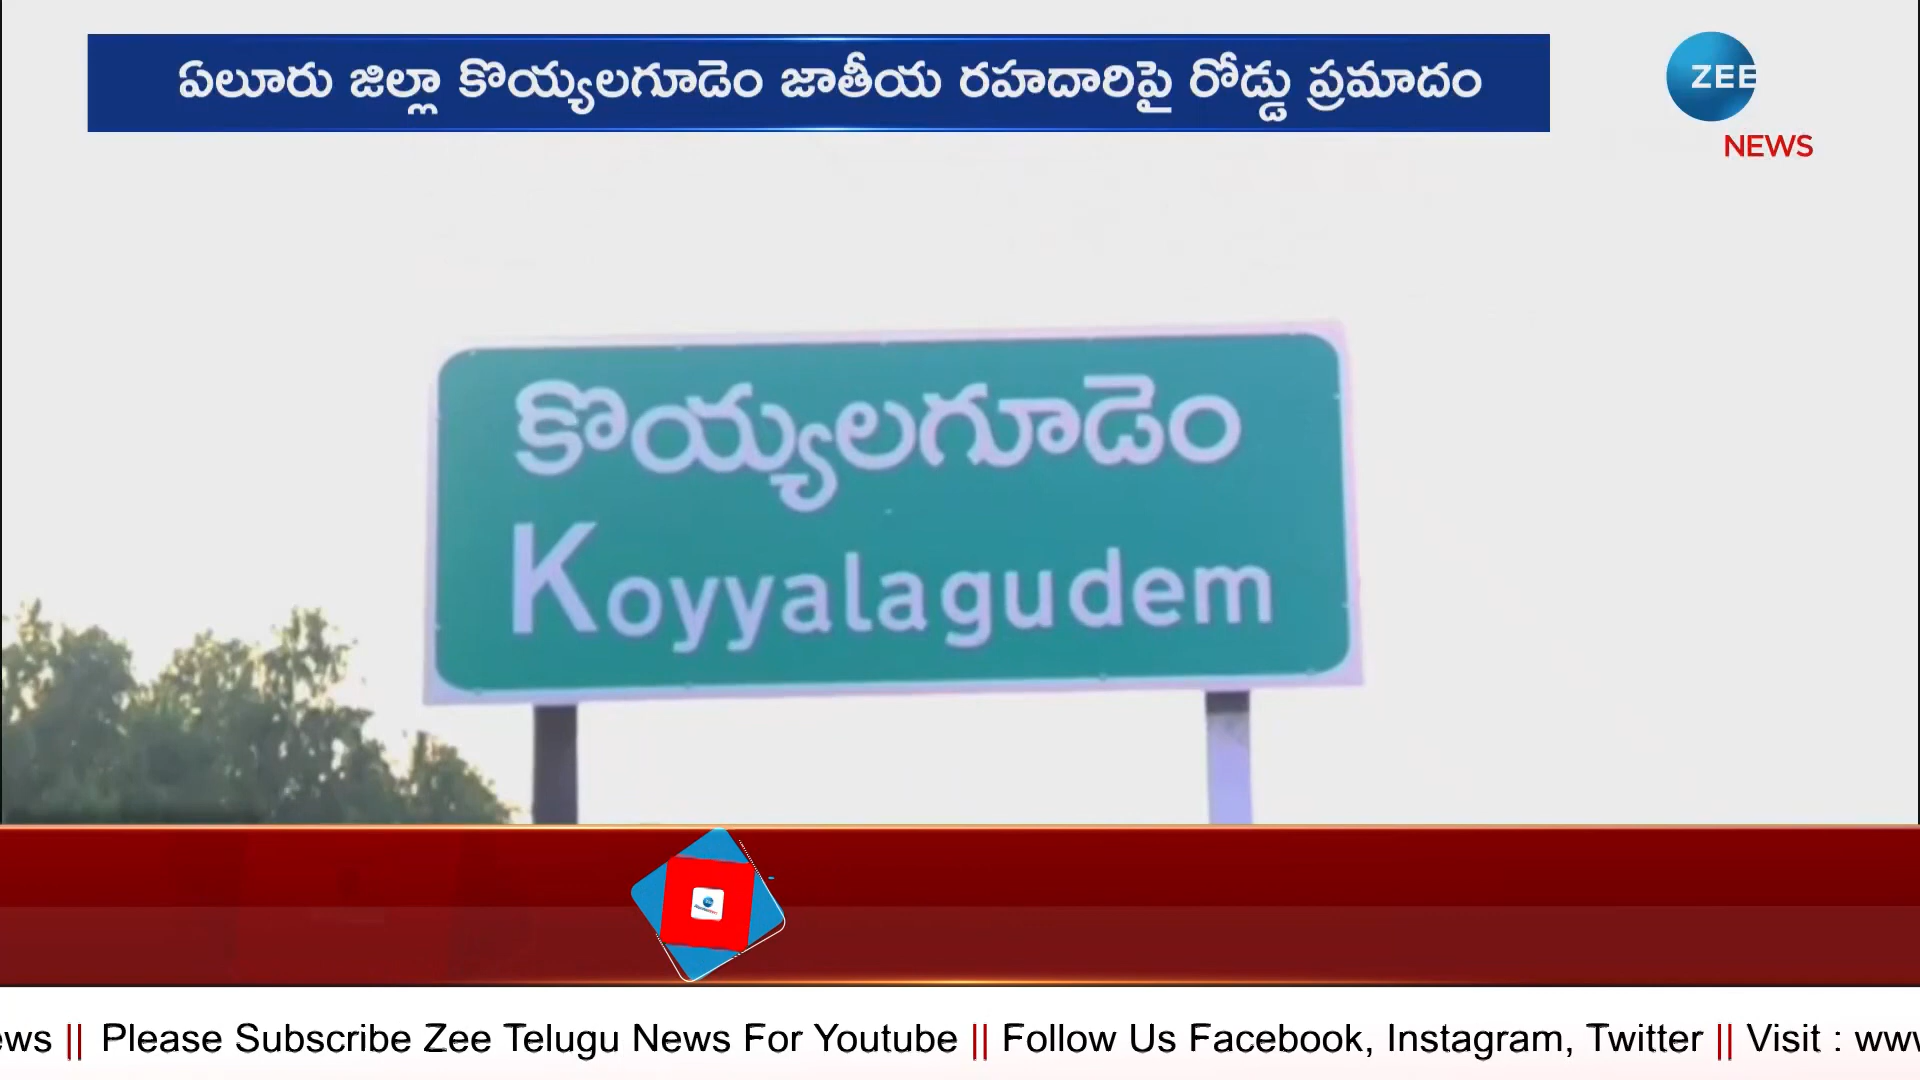 ఏలూరు జిల్లా కొయ్యలగూడెం జాతీయ రహదారిపై రోడ్డు ప్రమాదం
ZEE
NEWS
కొయ్యలగూడెం
Koyyalagudem
ews || Please Subscribe Zee Telugu News For Youtube || Follow Us Facebook, Instagram, Twitter || Visit : www